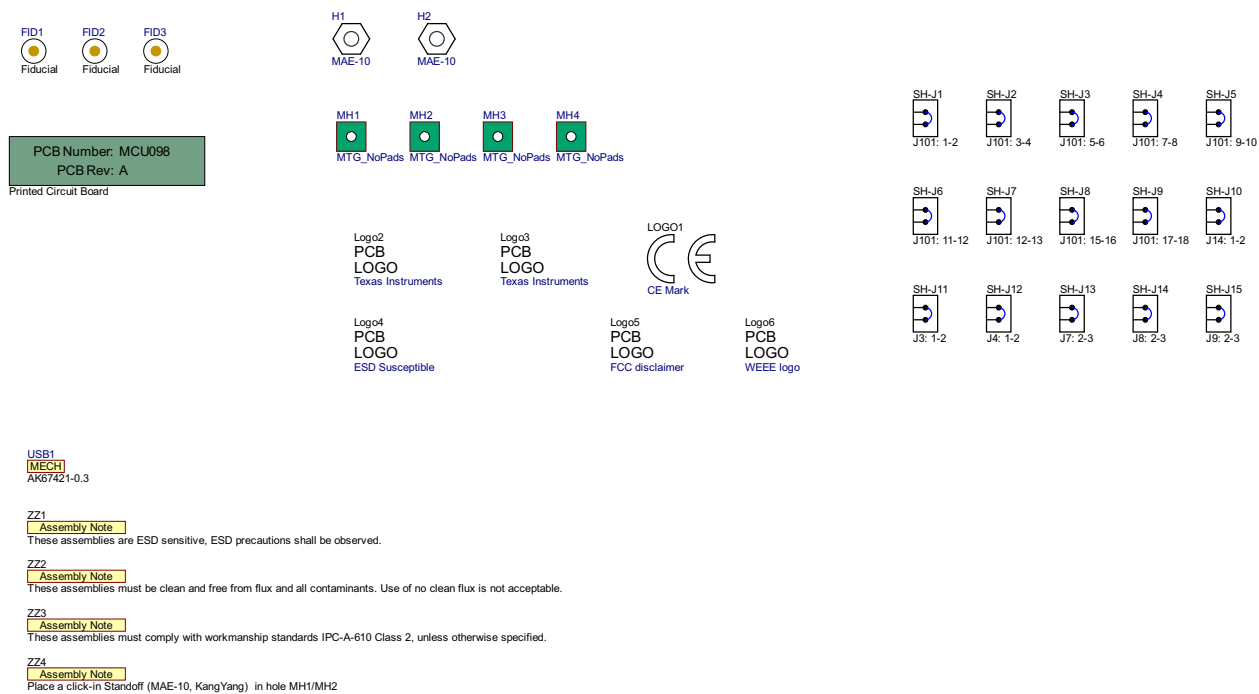 FID1 FID2 FID3
Fiducial Fiducial Fiducial
H1 H2
MAE-10 MAE-10
MH1 MH2 MH3 MH4
MTG_NoPads MTG_NoPads MTG_NoPads MTG_NoPads
PCB Number: MCU098
PCB Rev: A
Printed Circuit Board
SH-J1 SH-J2 SH-J3 SH-J4 SH-J5
J101: 1-2 J101: 3-4 J101: 5-6 J101: 7-8 J101: 9-10
SH-J6 SH-J7 SH-J8 SH-J9 SH-J10
J101: 11-12 J101: 12-13 J101: 15-16 J101: 17-18 J14: 1-2
SH-J11 SH-J12 SH-J13 SH-J14 SH-J15
J3: 1-2 J4: 1-2 J7: 2-3 J8: 2-3 J9: 2-3
Logo2
PCB
LOGO
Texas Instruments
Logo3
PCB
LOGO
Texas Instruments
LOGO1
CE
CE Mark
Logo4
PCB
LOGO
ESD Susceptible
Logo5
PCB
LOGO
FCC disclaimer
Logo6
PCB
LOGO
WEEE logo
USB1
MECH
AK67421-0.3
ZZ1
Assembly Note
These assemblies are ESD sensitive, ESD precautions shall be observed.
ZZ2
Assembly Note
These assemblies must be clean and free from flux and all contaminants. Use of no clean flux is not acceptable.
ZZ3
Assembly Note
These assemblies must comply with workmanship standards IPC-A-610 Class 2, unless otherwise specified.
ZZ4
Assembly Note
Place a click-in Standoff (MAE-10, KangYang) in hole MH1/MH2